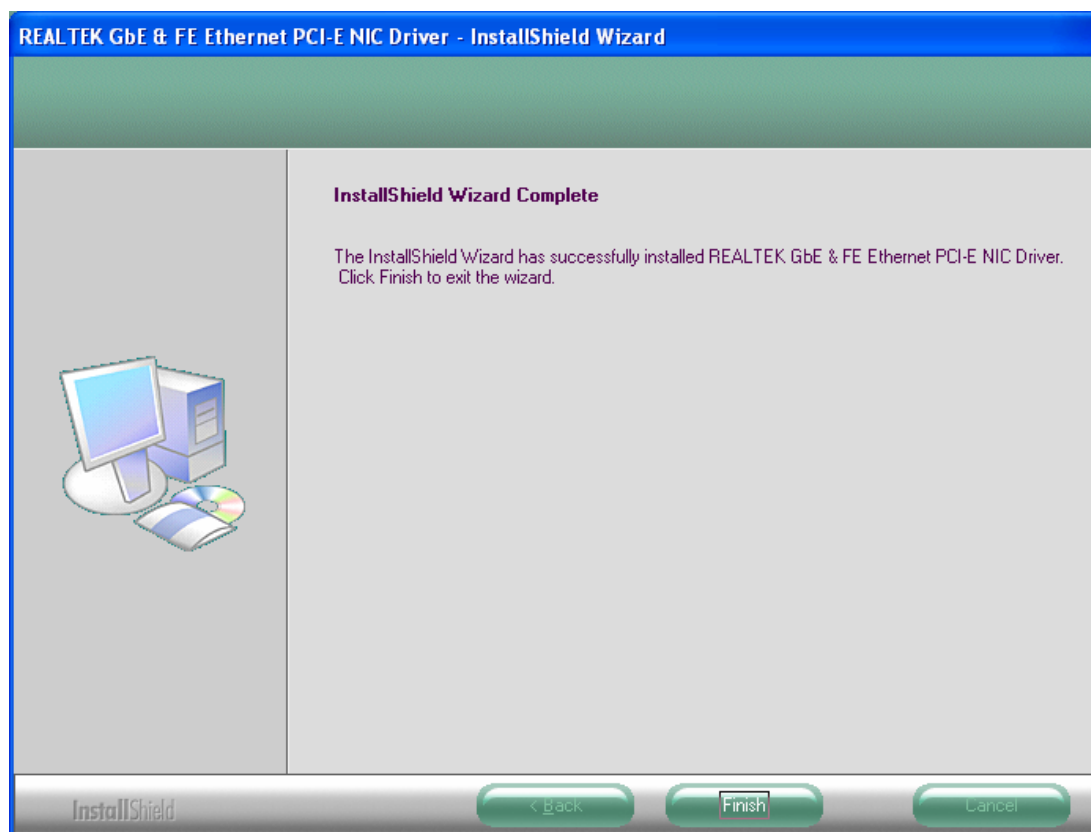 REALTEK GbE & FE Ethernet PCI-E NIC Driver - InstallShield Wizard
InstallShield Wizard Complete
The InstallShield Wizard has successfully installed REALTEK GbE & FE Ethernet PCI-E NIC Driver.
Click Finish to exit the wizard.
InstallShield
< Back
Finish
Cancel